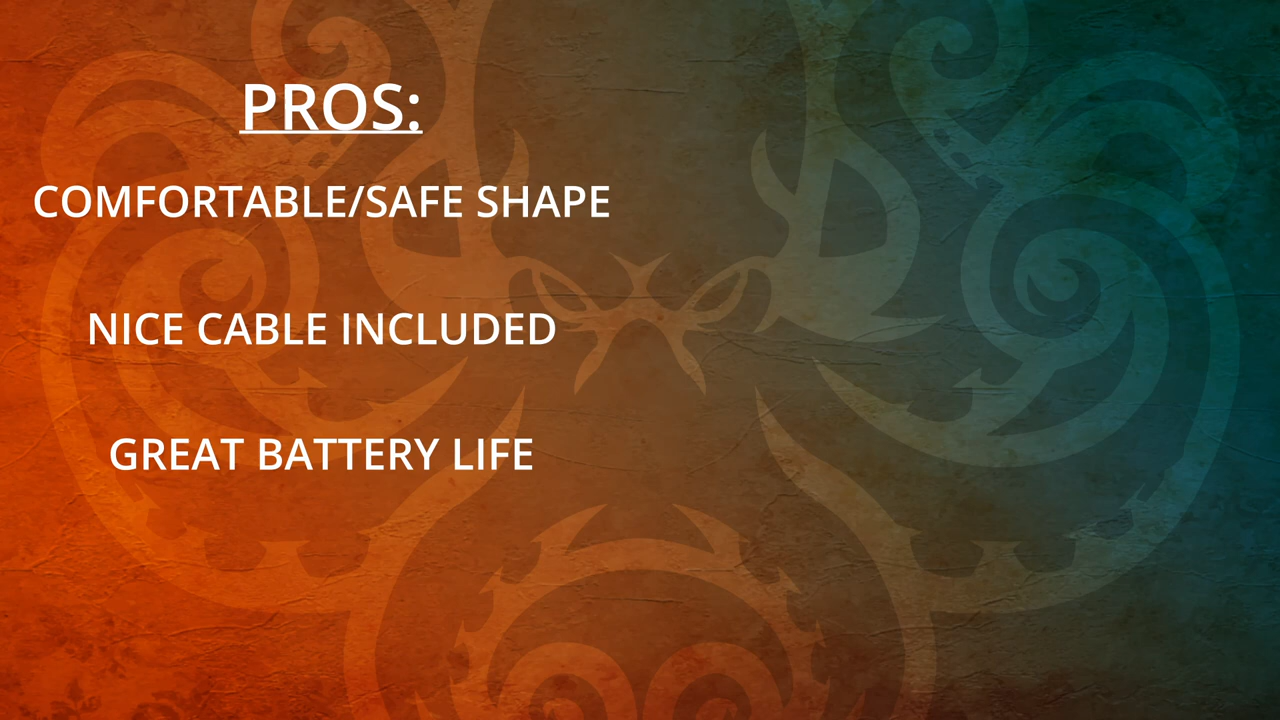 PROS:
COMFORTABLE/SAFE SHAPE
NICE CABLE INCLUDED
GREAT BATTERY LIFE